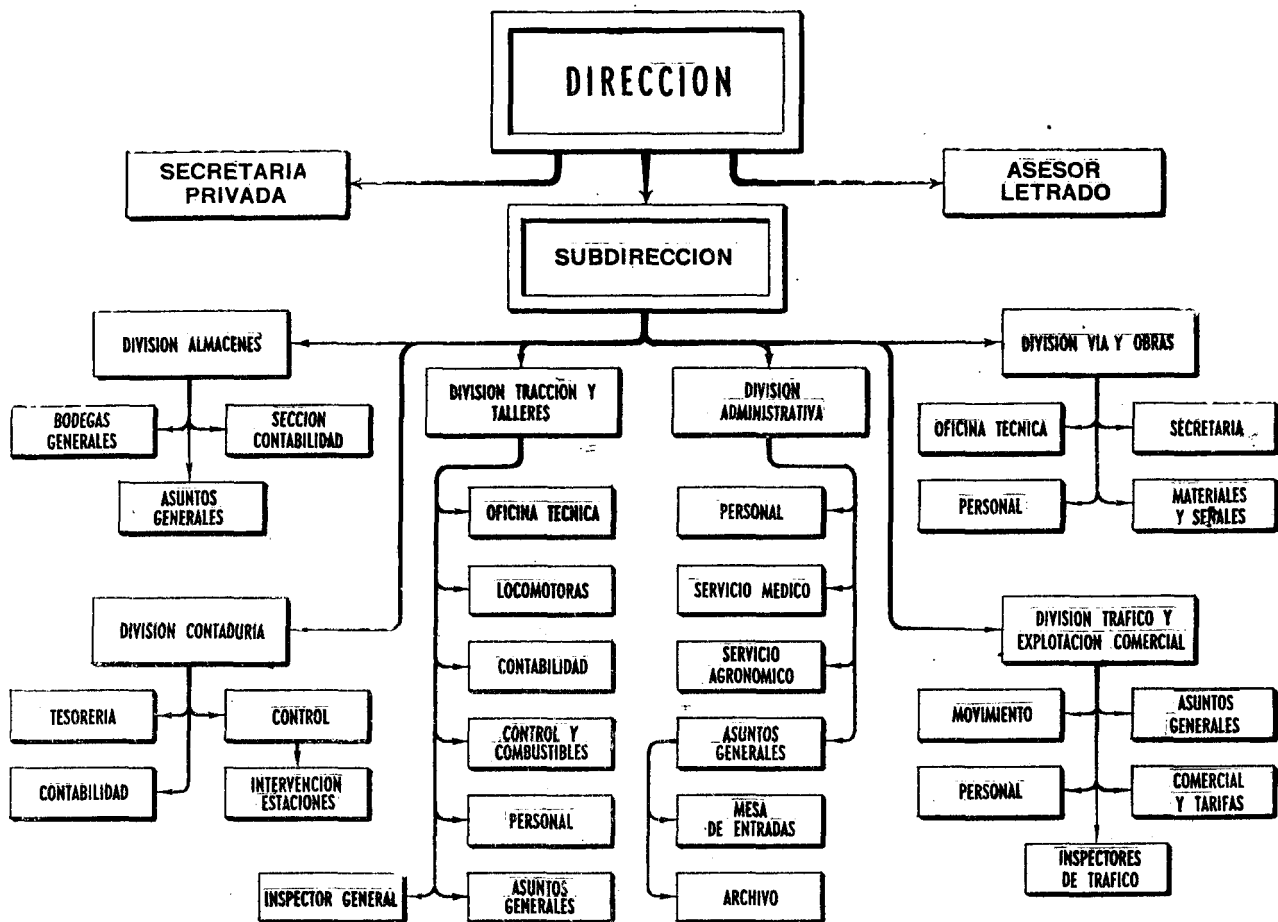 DIRECCION
SECRETARIA
PRIVADA
ASESOR
LETRADO
SUBDIRECCION
DIVISION ALMACENES
BODEGAS
GENERALES
SECCION
CONTABILIDAD
ASUNTOS
GENERALES
DIVISION CONTADURIA
TESORERIA
CONTROL
CONTABILIDAD
INTERVENCION
ESTACIONES
DIVISION TRACCION Y
TALLERES
OFICINA TECNICA
LOCOMOTORAS
CONTABILIDAD
CONTROL Y
COMBUSTIBLES
PERSONAL
INSPECTOR GENERAL
ASUNTOS
GENERALES
DIVISION
ADMINISTRATIVA
PERSONAL
SERVICIO MEDICO
SERVICIO
AGRONOMICO
ASUNTOS
GENERALES
MESA
DE ENTRADAS
ARCHIVO
DIVISION VIA Y OBRAS
OFICINA TECNICA
SECRETARIA
PERSONAL
MATERIALES
Y SEÑALES
DIVISION TRAFICO Y
EXPLOTACION COMERCIAL
MOVIMIENTO
ASUNTOS
GENERALES
PERSONAL
COMERCIAL
Y TARIFAS
INSPECTORES
DE TRAFICO